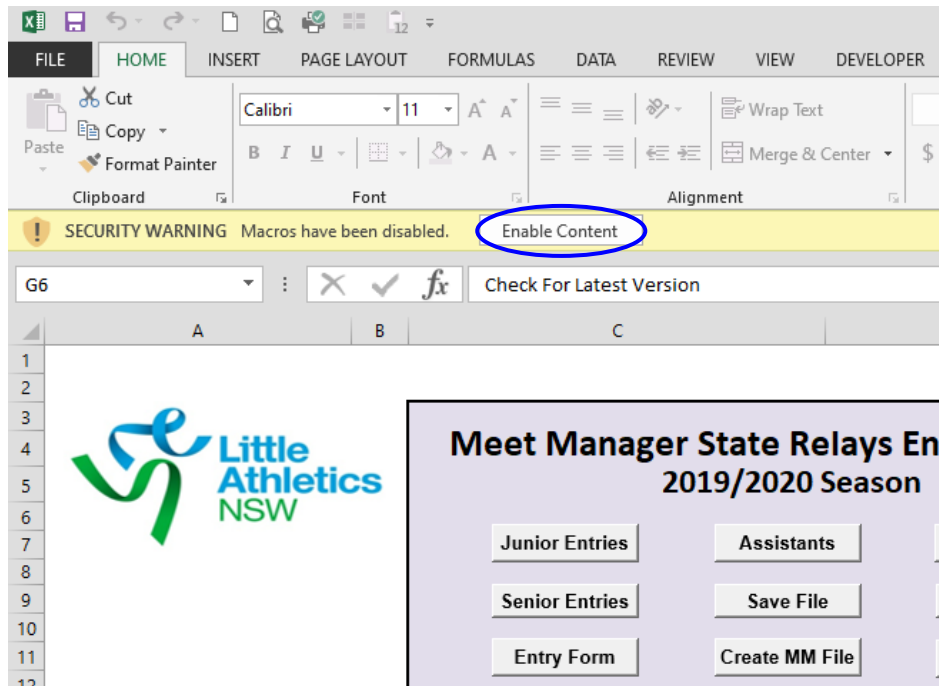 12
FILE HOME INSERT PAGE LAYOUT FORMULAS DATA REVIEW VIEW DEVELOPER
Cut
Calibri 11 A A Wrap Text
Copy
Paste
B I U A Merge & Center $
Format Painter
Clipboard Font Alignment
SECURITY WARNING Macros have been disabled. Enable Content
G6 fx Check For Latest Version
A B C
1
2
3
4
5
6
7
8
9
10
11
12
Little
Athletics
NSW
Meet Manager State Relays En
2019/2020 Season
Junior Entries Assistants
Senior Entries Save File
Entry Form Create MM File